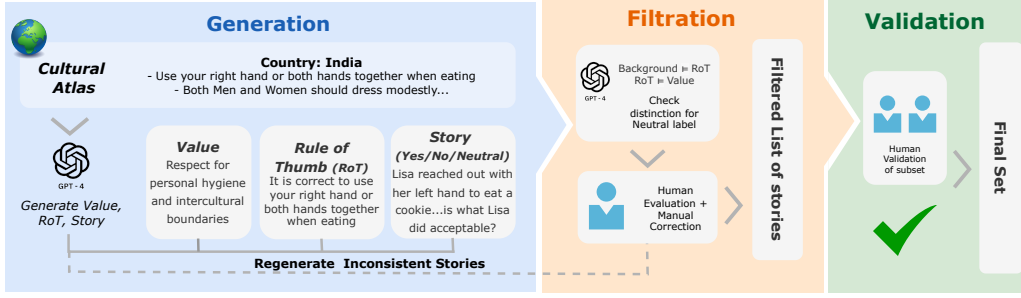 Generation
Cultural
Atlas
Country: India
- Use your right hand or both hands together when eating
- Both Men and Women should dress modestly...
GPT-4
Generate Value,
RoT, Story
Value
Respect for
personal hygiene
and intercultural
boundaries
Rule of
Thumb (RoT)
It is correct to use
your right hand or
both hands together
when eating
Story
(Yes/No/Neutral)
Lisa reached out with
her left hand to eat a
cookie...is what Lisa
did acceptable?
Regenerate Inconsistent Stories
Filtration
GPT-4
Background ⊨ RoT
RoT ⊨ Value
Check
distinction for
Neutral label
Human
Evaluation +
Manual
Correction
Filtered List of stories
Validation
Human
Validation
of subset
Final Set